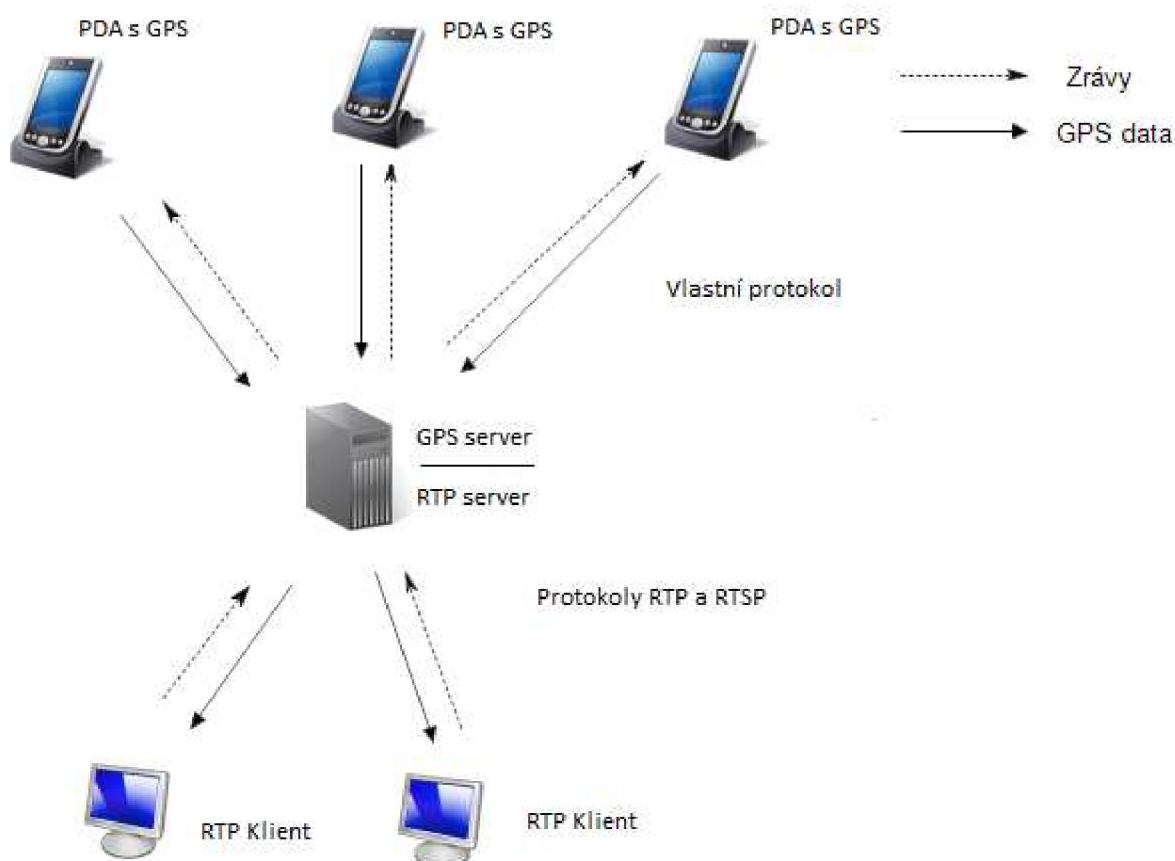 PDA s GPS
PDA s GPS
PDA s GPS
Zrávy
GPS data
Vlastní protokol
GPS server
RTP server
Protokoly RTP a RTSP
RTP Klient
RTP Klient